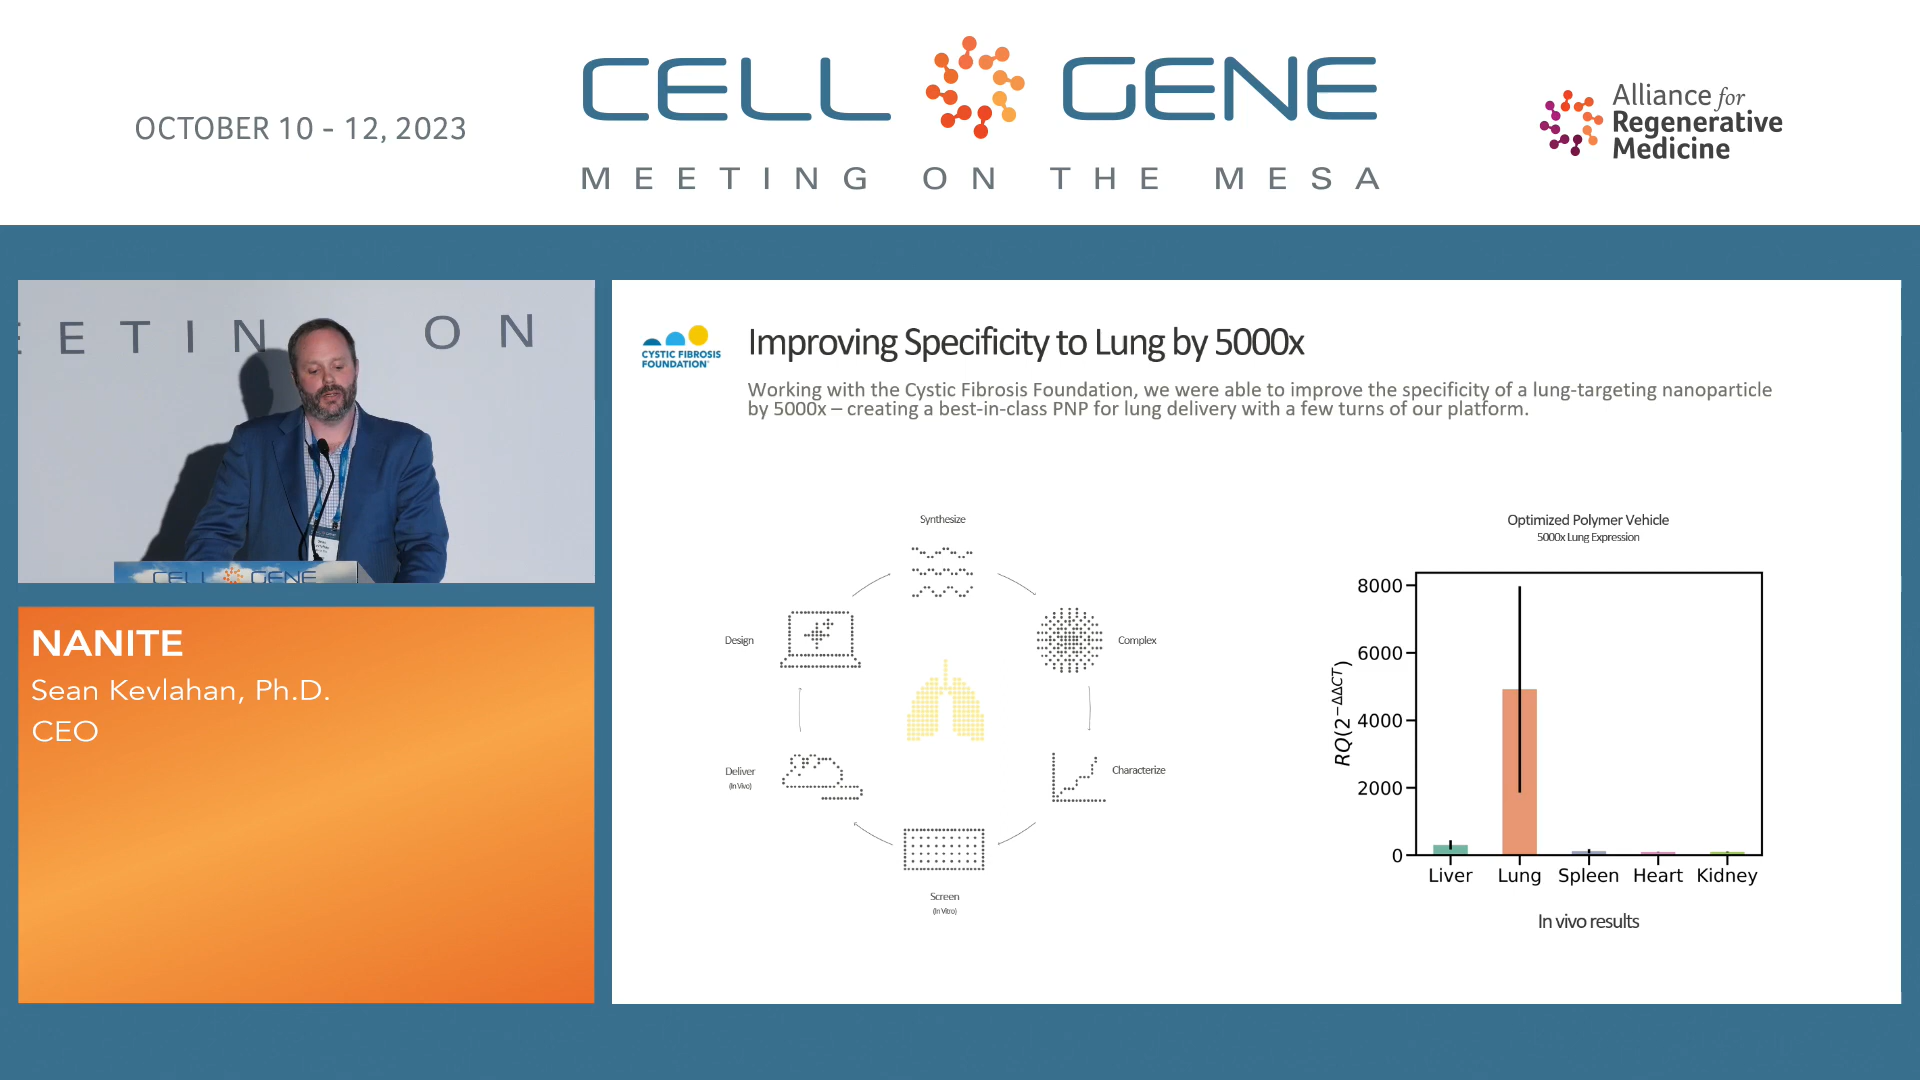 OCTOBER 10 - 12, 2023
CELL GENE
MEETING ON THE MESA
Alliance for
Regenerative
Medicine
EETIN ON
CELL GENE
NANITE
Sean Kevlahan, Ph.D.
CEO
CYSTIC FIBROSIS
FOUNDATION
Improving Specificity to Lung by 5000x
Working with the Cystic Fibrosis Foundation, we were able to improve the specificity of a lung-targeting nanoparticle
by 5000x – creating a best-in-class PNP for lung delivery with a few turns of our platform.
Synthesize
Complex
Characterize
Screen
(In Vitro)
Deliver
(In Vivo)
Design
Optimized Polymer Vehicle
5000x Lung Expression
RQ(2^−ΔΔCT)
8000
6000
4000
2000
0
Liver Lung Spleen Heart Kidney
In vivo results